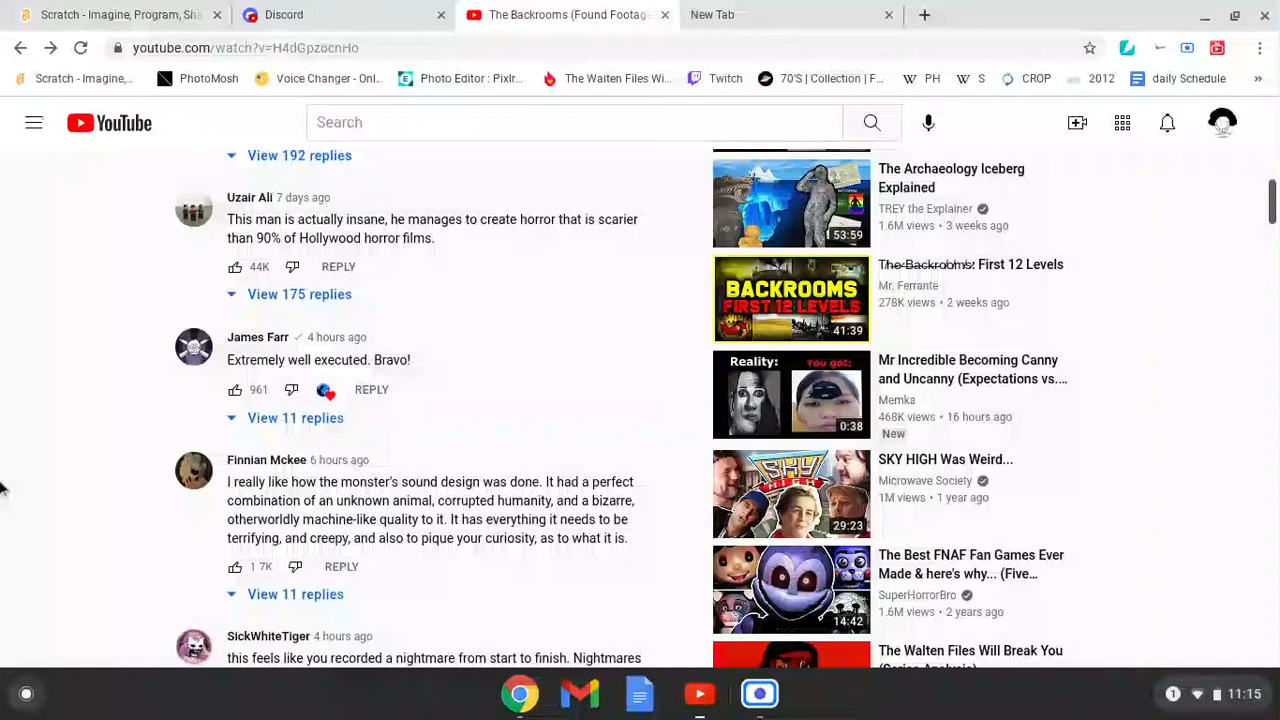 Scratch - Imagine, Program, Sha
Discord
The Backrooms (Found Footage
New Tab
youtube.com/watch?v=H4dGpzocnHo
Scratch - Imagine,...
PhotoMosh
Voice Changer - Onl...
Photo Editor : Pixlr...
The Walten Files Wi...
Twitch
70'S | Collection | F...
PH
S
CROP
2012
daily Schedule
YouTube
Search
View 192 replies
Uzair Ali 7 days ago
This man is actually insane, he manages to create horror that is scarier
than 90% of Hollywood horror films.
44K REPLY
View 175 replies
James Farr 4 hours ago
Extremely well executed. Bravo!
961 REPLY
View 11 replies
Finnian Mckee 6 hours ago
I really like how the monster's sound design was done. It had a perfect
combination of an unknown animal, corrupted humanity, and a bizarre,
otherworldly machine-like quality to it. It has everything it needs to be
terrifying, and creepy, and also to pique your curiosity, as to what it is.
1 7K REPLY
View 11 replies
SickWhiteTiger 4 hours ago
this feels like you recorded a nightmare from start to finish. Nightmares
53:59
The Archaeology Iceberg
Explained
TREY the Explainer
1.6M views • 3 weeks ago
BACKROOMS
FIRST 12 LEVELS
41:39
The Backrooms: First 12 Levels
Mr. Ferrante
278K views • 2 weeks ago
Reality: You got:
0:38
Mr Incredible Becoming Canny
and Uncanny (Expectations vs....
Memka
468K views • 16 hours ago
New
SKY HIGH
29:23
SKY HIGH Was Weird...
Microwave Society
1M views • 1 year ago
14:42
The Best FNAF Fan Games Ever
Made & here's why... (Five...
SuperHorrorBro
1.6M views • 2 years ago
The Walten Files Will Break You
(Series Analysis)
1 11:15